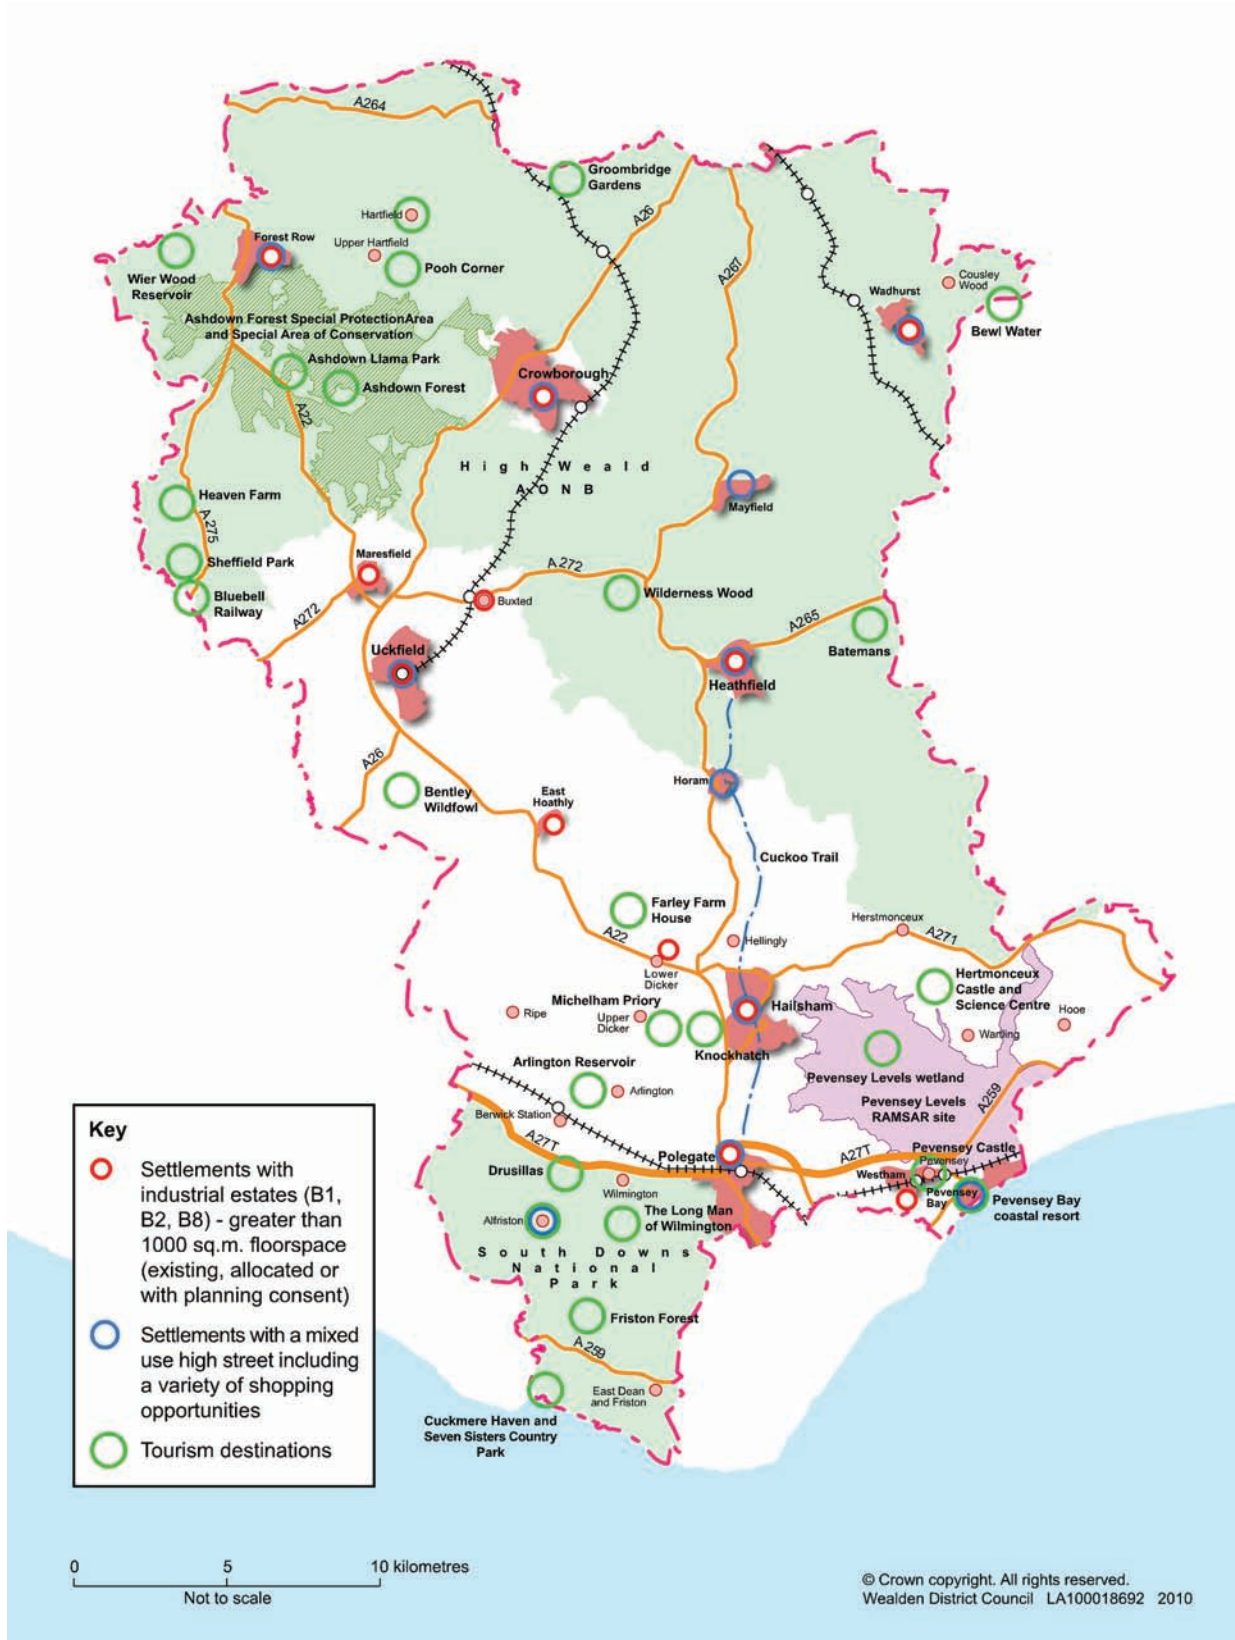 A264
Groombridge
Gardens
A26
Hartfield
Upper Hartfield
Pooh Corner
Forest Row
Wier Wood
Reservoir
A267
Cousley
Wood
Wadhurst
Bewl Water
Ashdown Forest Special ProtectionArea
and Special Area of Conservation
Ashdown Llama Park
Ashdown Forest
Crowborough
A22
High Weald
AONB
Mayfield
Heaven Farm
A275
Sheffield Park
Bluebell
Railway
Maresfield
A272
A272
Buxted
Wilderness Wood
A265
Batemans
Uckfield
Heathfield
A26
Bentley
Wildfowl
Horam
East
Hoathly
Cuckoo Trail
Farley Farm
House
A22
Hellingly
Herstmonceux
A271
Lower
Dicker
Hertmonceux
Castle and
Science Centre
Michelham Priory
Upper
Dicker
Ripe
Hailsham
Hooe
Wartling
Knockhatch
Arlington Reservoir
Arlington
Pevensey Levels wetland
Pevensey Levels
RAMSAR site
A259
Berwick Station
A27T
Polegate
A27T
Pevensey Castle
Pevensey
Westham
Drusillas
Wilmington
Pevensey
Bay
Pevensey Bay
coastal resort
Alfriston
The Long Man
of Wilmington
South Downs
National
Park
Friston Forest
A259
East Dean
and Friston
Cuckmere Haven and
Seven Sisters Country
Park
Key
Settlements with
industrial estates (B1,
B2, B8) - greater than
1000 sq.m. floorspace
(existing, allocated or
with planning consent)
Settlements with a mixed
use high street including
a variety of shopping
opportunities
Tourism destinations
0 5 10 kilometres
Not to scale
© Crown copyright. All rights reserved.
Wealden District Council LA100018692 2010